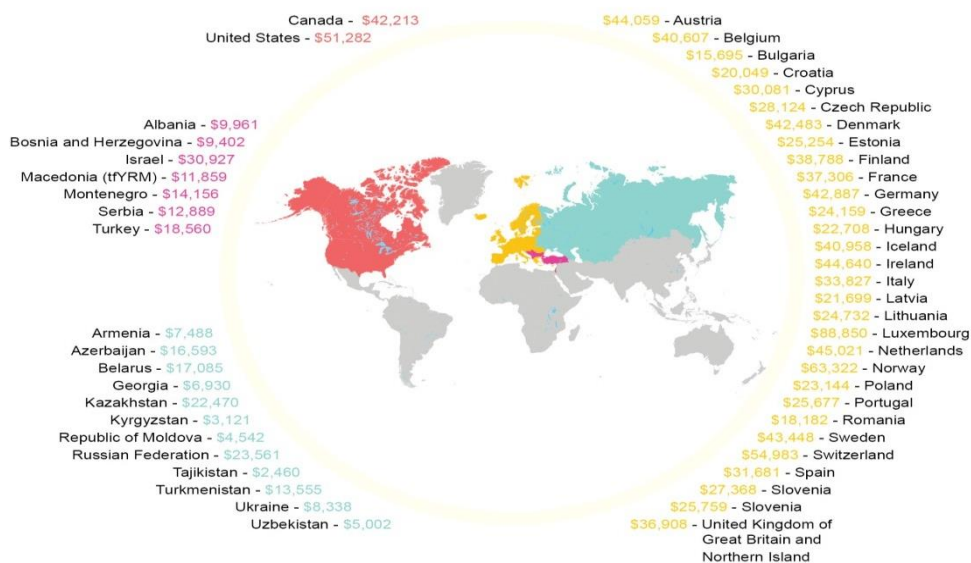 Canada - $42,213
United States - $51,282
Albania - $9,961
Bosnia and Herzegovina - $9,402
Israel - $30,927
Macedonia (tfYRM) - $11,859
Montenegro - $14,156
Serbia - $12,889
Turkey - $18,560
Armenia - $7,488
Azerbaijan - $16,593
Belarus - $17,085
Georgia - $6,930
Kazakhstan - $22,470
Kyrgyzstan - $3,121
Republic of Moldova - $4,542
Russian Federation - $23,561
Tajikistan - $2,460
Turkmenistan - $13,555
Ukraine - $8,338
Uzbekistan - $5,002
$44,059 - Austria
$40,607 - Belgium
$15,695 - Bulgaria
$20,049 - Croatia
$30,081 - Cyprus
$28,124 - Czech Republic
$42,483 - Denmark
$25,254 - Estonia
$38,788 - Finland
$37,306 - France
$42,887 - Germany
$24,159 - Greece
$22,708 - Hungary
$40,958 - Iceland
$44,640 - Ireland
$33,827 - Italy
$21,699 - Latvia
$24,732 - Lithuania
$88,850 - Luxembourg
$45,021 - Netherlands
$63,322 - Norway
$23,144 - Poland
$25,677 - Portugal
$18,182 - Romania
$43,448 - Sweden
$54,983 - Switzerland
$31,681 - Spain
$27,368 - Slovenia
$25,759 - Slovenia
$36,908 - United Kingdom of
Great Britain and
Northern Island